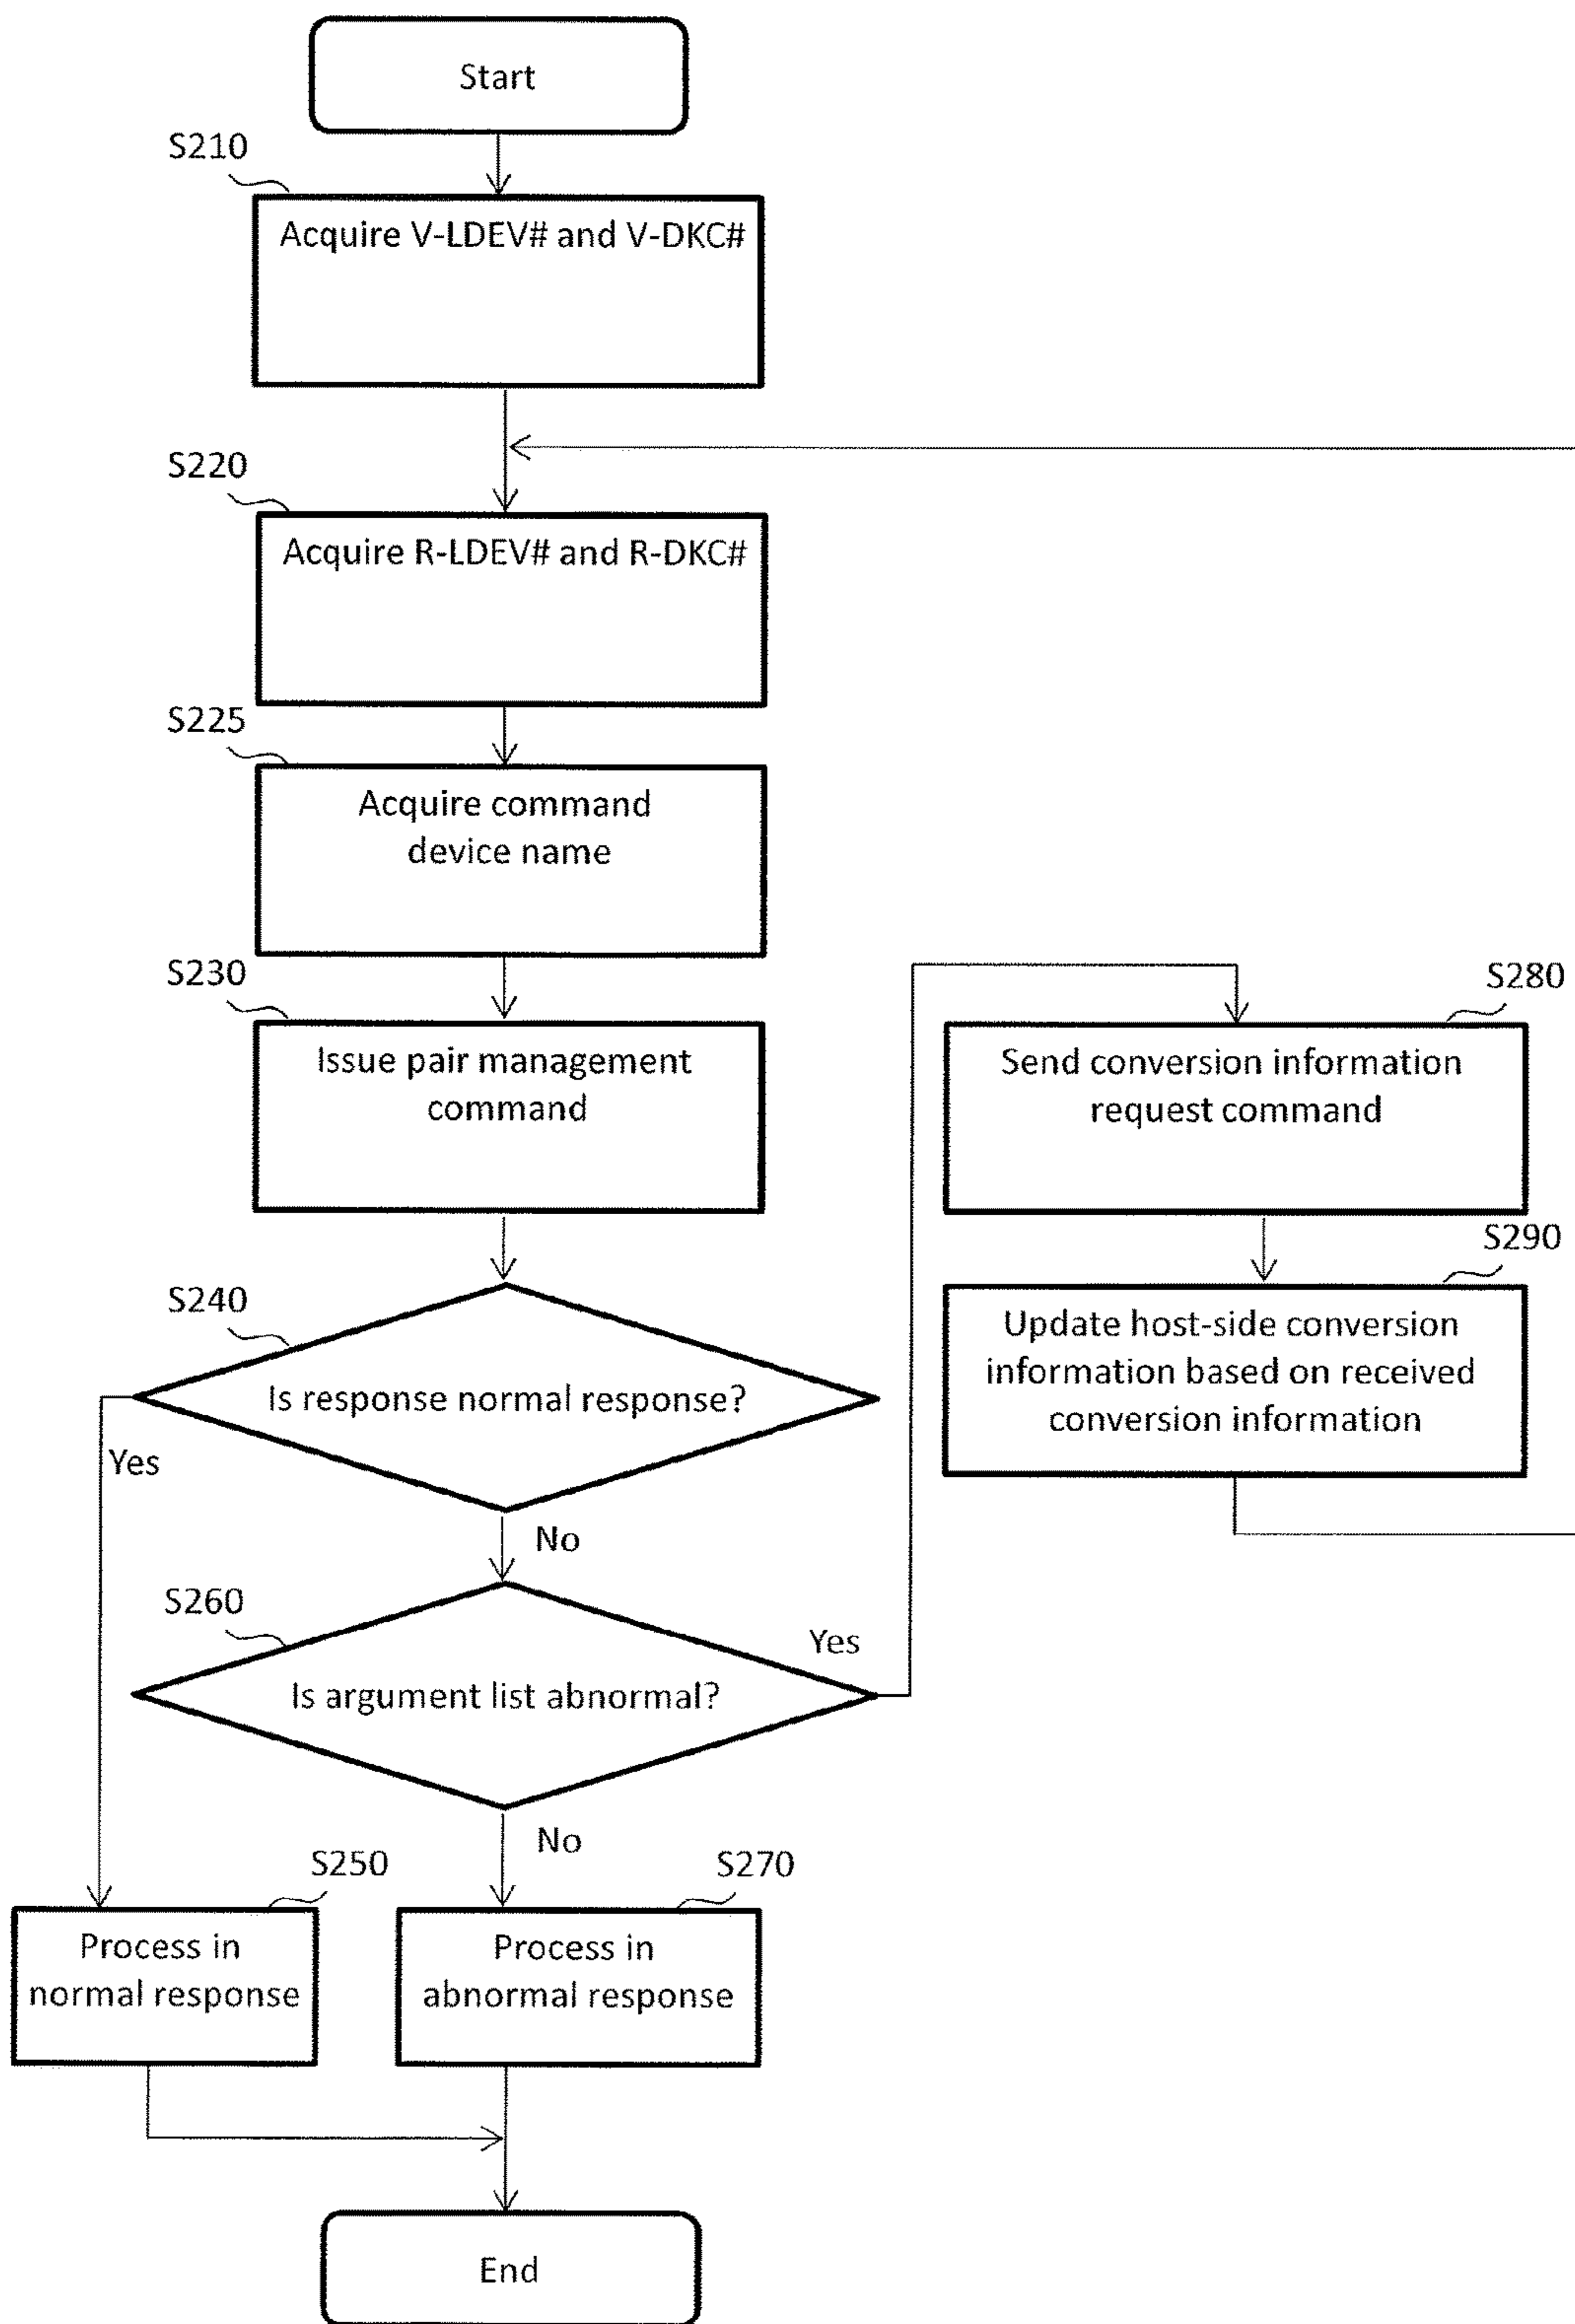 Start
S210
Acquire V-LDEV# and V-DKC#
S220
Acquire R-LDEV# and R-DKC#
S225
Acquire command
device name
S230
Issue pair management
command
S240
Is response normal response?
Yes
No
S260
Is argument list abnormal?
Yes
No
S280
Send conversion information
request command
S290
Update host-side conversion
information based on received
conversion information
S250
Process in
normal response
S270
Process in
abnormal response
End